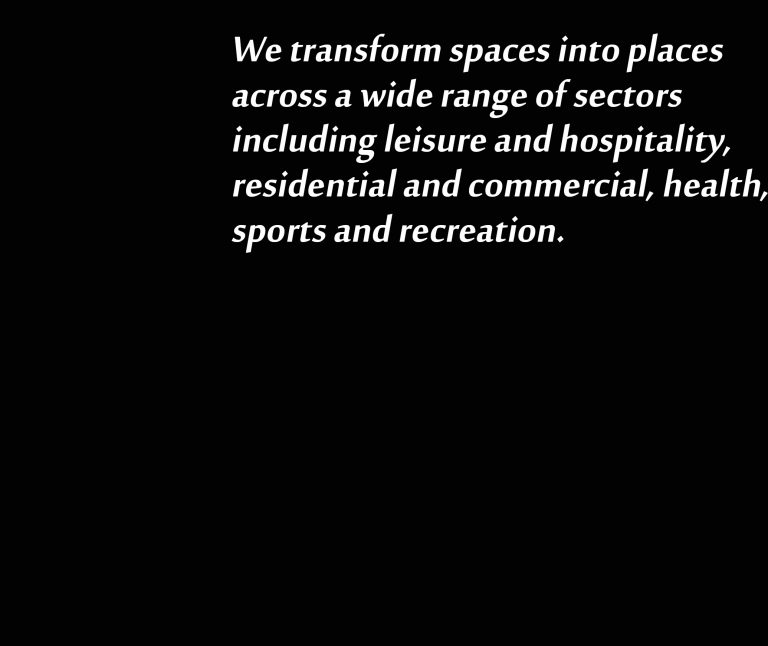 We transform spaces into places
across a wide range of sectors
including leisure and hospitality,
residential and commercial, health,
sports and recreation.